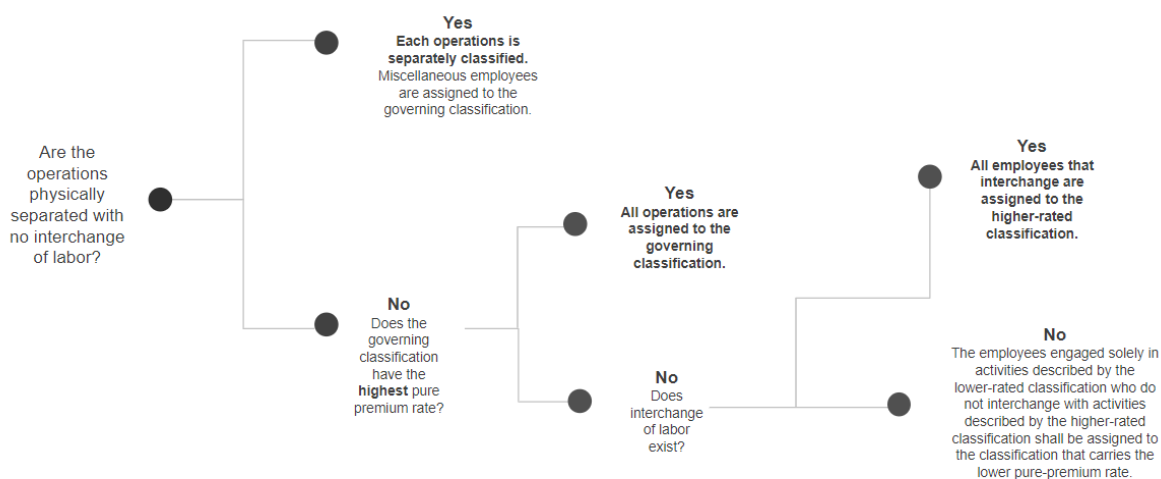 Are the
operations
physically
separated with
no interchange
of labor?
Yes
Each operations is
separately classified.
Miscellaneous employees
are assigned to the
governing classification.
No
Does the
governing
classification
have the
highest pure
premium rate?
Yes
All operations are
assigned to the
governing
classification.
No
Does
interchange
of labor
exist?
Yes
All employees that
interchange are
assigned to the
higher-rated
classification.
No
The employees engaged solely in
activities described by the
lower-rated classification who do
not interchange with activities
described by the higher-rated
classification shall be assigned to
the classification that carries the
lower pure-premium rate.